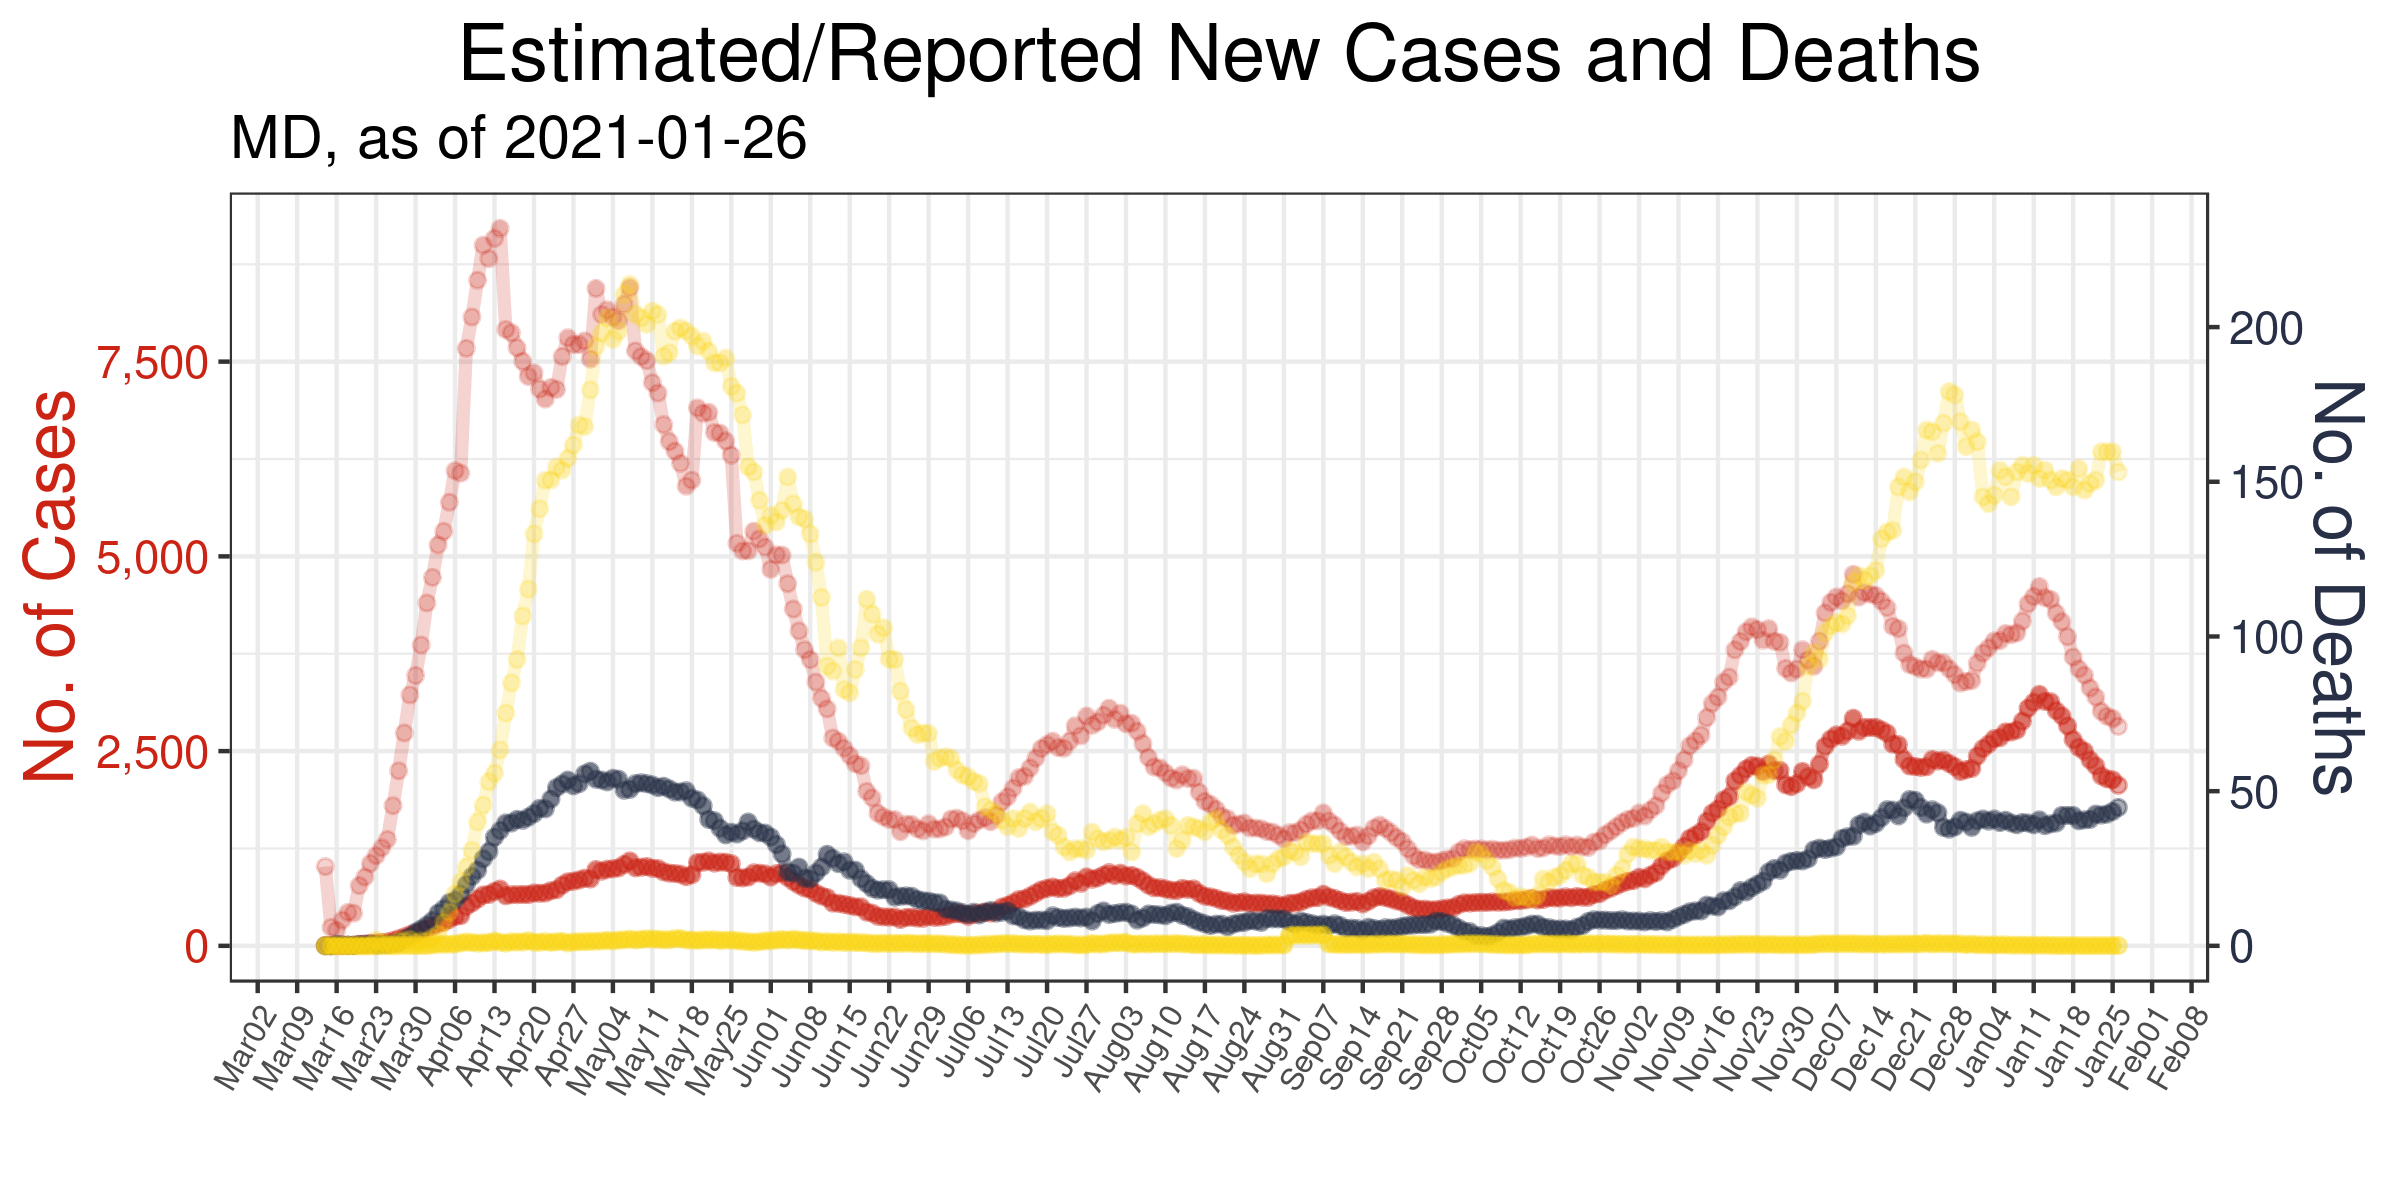 Estimated/Reported New Cases and Deaths
MD, as of 2021-01-26
No. of Cases
7,500
5,000
2,500
0
200
150
100
50
0
No. of Deaths
Mar02 Mar09 Mar16 Mar23 Mar30 Apr06 Apr13 Apr20 Apr27 May04 May11 May18 May25 Jun01 Jun08 Jun15 Jun22 Jun29 Jul06 Jul13 Jul20 Jul27 Aug03 Aug10 Aug17 Aug24 Aug31 Sep07 Sep14 Sep21 Sep28 Oct05 Oct12 Oct19 Oct26 Nov02 Nov09 Nov16 Nov23 Nov30 Nov07 Dec07 Dec14 Dec21 Dec28 Jan04 Jan11 Jan18 Jan25 Feb01 Feb08